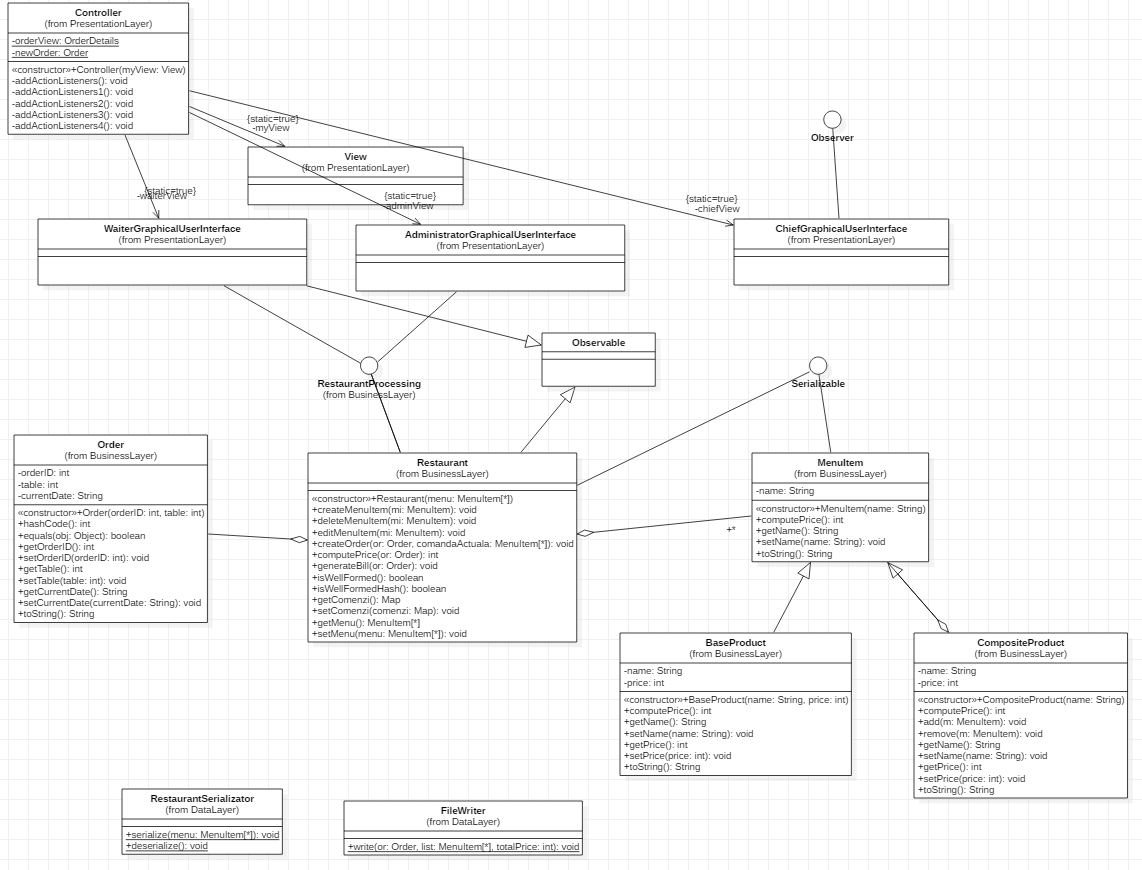 Controller
(from PresentationLayer)
-orderView: OrderDetails
-newOrder: Order
«constructor»+Controller(myView: View)
-addActionListeners(): void
-addActionListeners1(): void
-addActionListeners2(): void
-addActionListeners3(): void
-addActionListeners4(): void
{static=true}
-myView
Observer
View
(from PresentationLayer)
{static=true}
-waiterView
{static=true}
-adminView
{static=true}
-chiefView
WaiterGraphicalUserInterface
(from PresentationLayer)
AdministratorGraphicalUserInterface
(from PresentationLayer)
ChiefGraphicalUserInterface
(from PresentationLayer)
Observable
RestaurantProcessing
(from BusinessLayer)
Serializable
Order
(from BusinessLayer)
-orderID: int
-table: int
-currentDate: String
«constructor»+Order(orderID: int, table: int)
+hashCode(): int
+equals(obj: Object): boolean
+getOrderID(): int
+setOrderID(orderID: int): void
+getTable(): int
+setTable(table: int): void
+getCurrentDate(): String
+setCurrentDate(currentDate: String): void
+toString(): String
Restaurant
(from BusinessLayer)
«constructor»+Restaurant(menu: MenuItem[*])
+createMenuItem(mi: MenuItem): void
+deleteMenuItem(mi: MenuItem): void
+editMenuItem(mi: MenuItem): void
+createOrder(or: Order, comandaActuala: MenuItem[*]): void
+computePrice(or: Order): int
+generateBill(or: Order): void
+isWellFormed(): boolean
+isWellFormedHash(): boolean
+getComenzi(): Map
+setComenzi(comenzi: Map): void
+getMenu(): MenuItem[*]
+setMenu(menu: MenuItem[*]): void
+*
MenuItem
(from BusinessLayer)
-name: String
«constructor»+MenuItem(name: String)
+computePrice(): int
+getName(): String
+setName(name: String): void
+toString(): String
BaseProduct
(from BusinessLayer)
-name: String
-price: int
«constructor»+BaseProduct(name: String, price: int)
+computePrice(): int
+getName(): String
+setName(name: String): void
+getPrice(): int
+setPrice(price: int): void
+toString(): String
CompositeProduct
(from BusinessLayer)
-name: String
-price: int
«constructor»+CompositeProduct(name: String)
+computePrice(): int
+add(m: MenuItem): void
+remove(m: MenuItem): void
+getName(): String
+setName(name: String): void
+getPrice(): int
+setPrice(price: int): void
+toString(): String
RestaurantSerializator
(from DataLayer)
+serialize(menu: MenuItem[*]): void
+deserialize(): void
FileWriter
(from DataLayer)
+write(or: Order, list: MenuItem[*], totalPrice: int): void